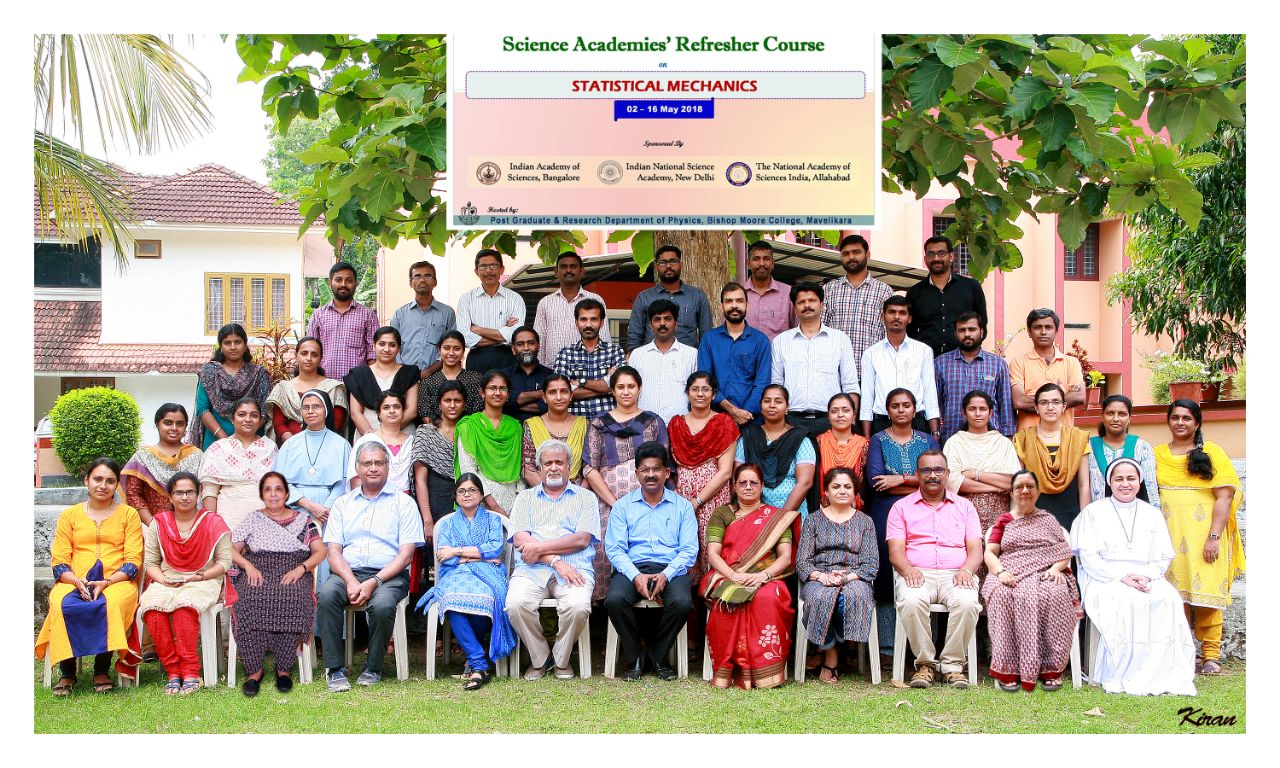 Science Academies' Refresher Course
on
STATISTICAL MECHANICS
02 – 16 May 2018
Sponsored By
Indian Academy of
Sciences, Bangalore
Indian National Science
Academy, New Delhi
The National Academy of
Sciences India, Allahabad
Hosted by:
Post Graduate & Research Department of Physics, Bishop Moore College, Mavelikara
Kiran